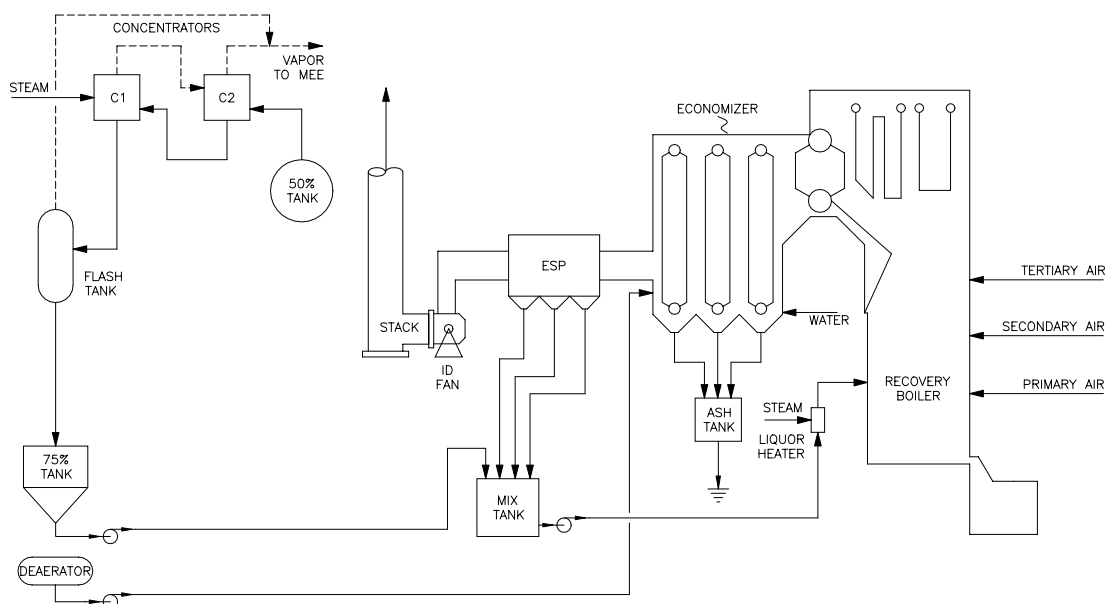 CONCENTRATORS
VAPOR
TO MEE
STEAM
C1
C2
50%
TANK
FLASH
TANK
75%
TANK
DEAERATOR
STACK
ID
FAN
ESP
MIX
TANK
ECONOMIZER
WATER
ASH
TANK
STEAM
LIQUOR
HEATER
RECOVERY
BOILER
TERTIARY AIR
SECONDARY AIR
PRIMARY AIR